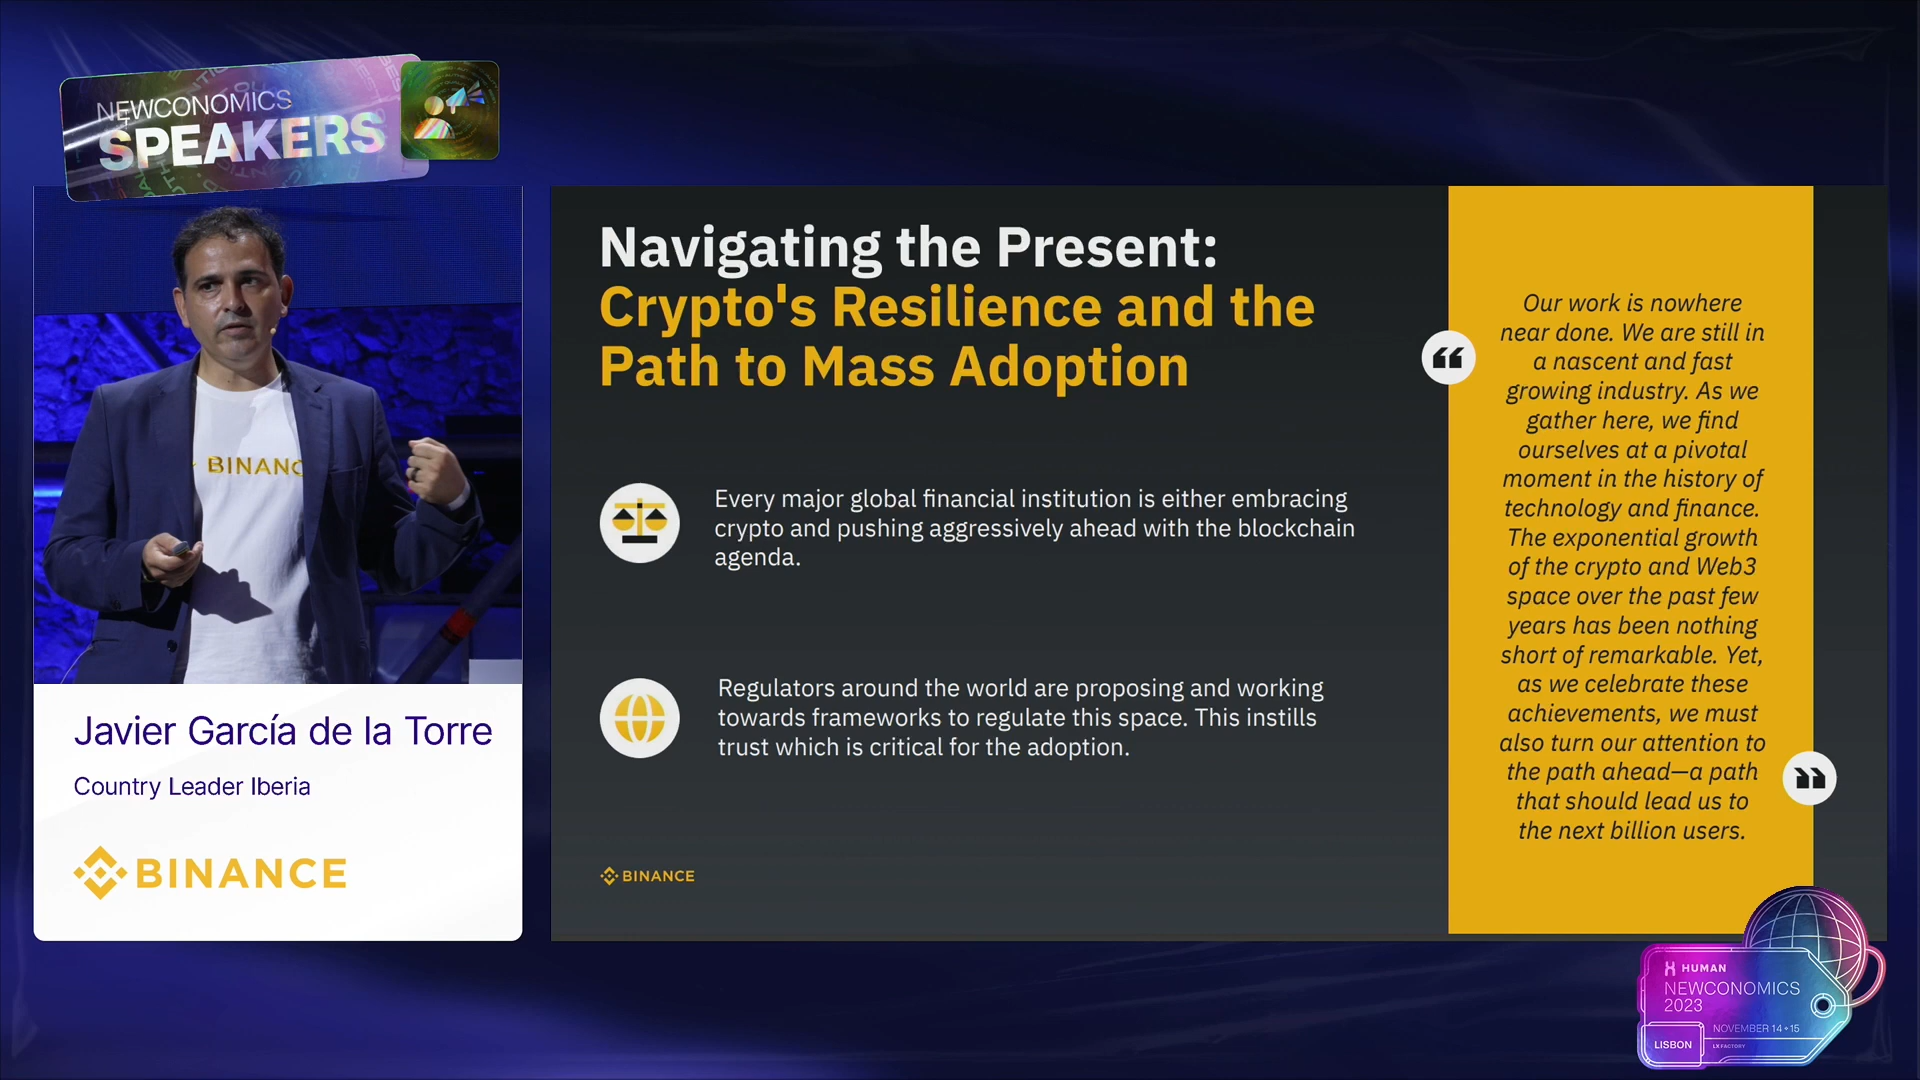 NEWCONOMICS
SPEAKERS
BINANC
Javier García de la Torre
Country Leader Iberia
BINANCE
Navigating the Present:
Crypto's Resilience and the
Path to Mass Adoption
Every major global financial institution is either embracing
crypto and pushing aggressively ahead with the blockchain
agenda.
Regulators around the world are proposing and working
towards frameworks to regulate this space. This instills
trust which is critical for the adoption.
BINANCE
“
Our work is nowhere
near done. We are still in
a nascent and fast
growing industry. As we
gather here, we find
ourselves at a pivotal
moment in the history of
technology and finance.
The exponential growth
of the crypto and Web3
space over the past few
years has been nothing
short of remarkable. Yet,
as we celebrate these
achievements, we must
also turn our attention to
the path ahead—a path
that should lead us to
the next billion users.
”
HUMAN
NEWCONOMICS
2023
NOVEMBER 14+15
LISBON
LX FACTORY